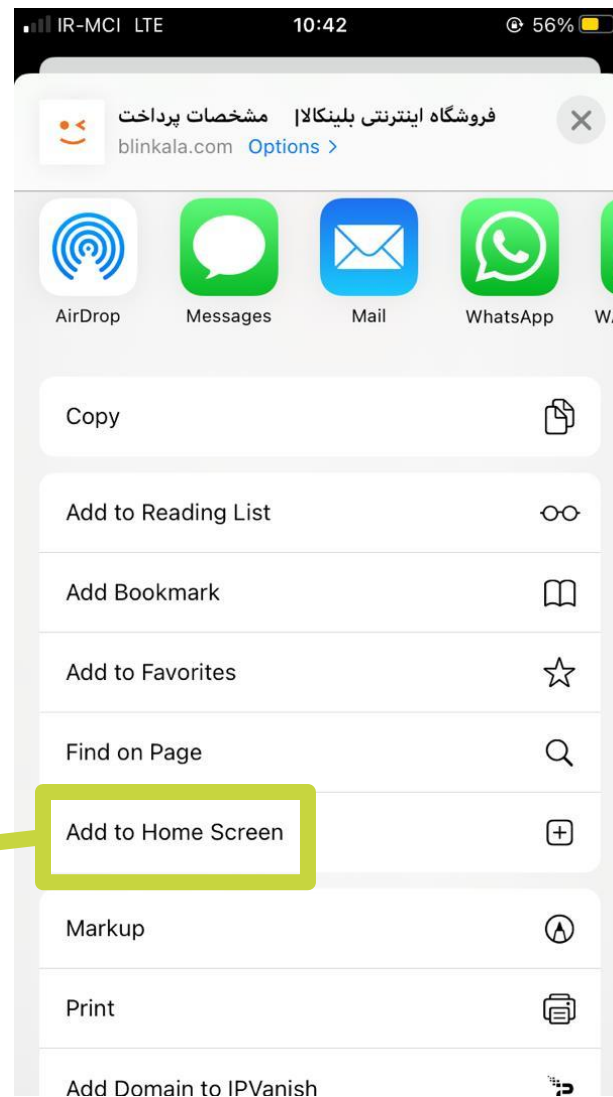 IR-MCI LTE 10:42 56%
فروشگاه اینترنتی بلینکالا| مشخصات پرداخت
blinkala.com Options >
AirDrop Messages Mail WhatsApp
Copy
Add to Reading List
Add Bookmark
Add to Favorites
Find on Page
Add to Home Screen
Markup
Print
Add Domain to IPVanish